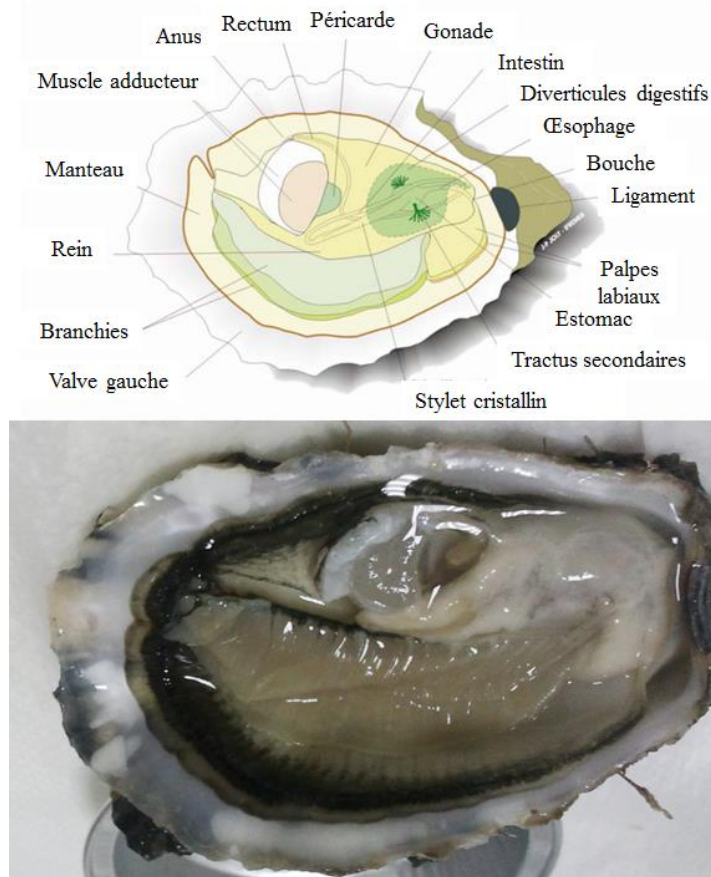 Péricarde
Rectum
Gonade
Anus
Intestin
Muscle adducteur
Diverticules digestifs
Œsophage
Manteau
Bouche
Ligament
Rein
Palpes
labiaux
Estomac
Branchies
Tractus secondaires
Valve gauche
Stylet cristallin